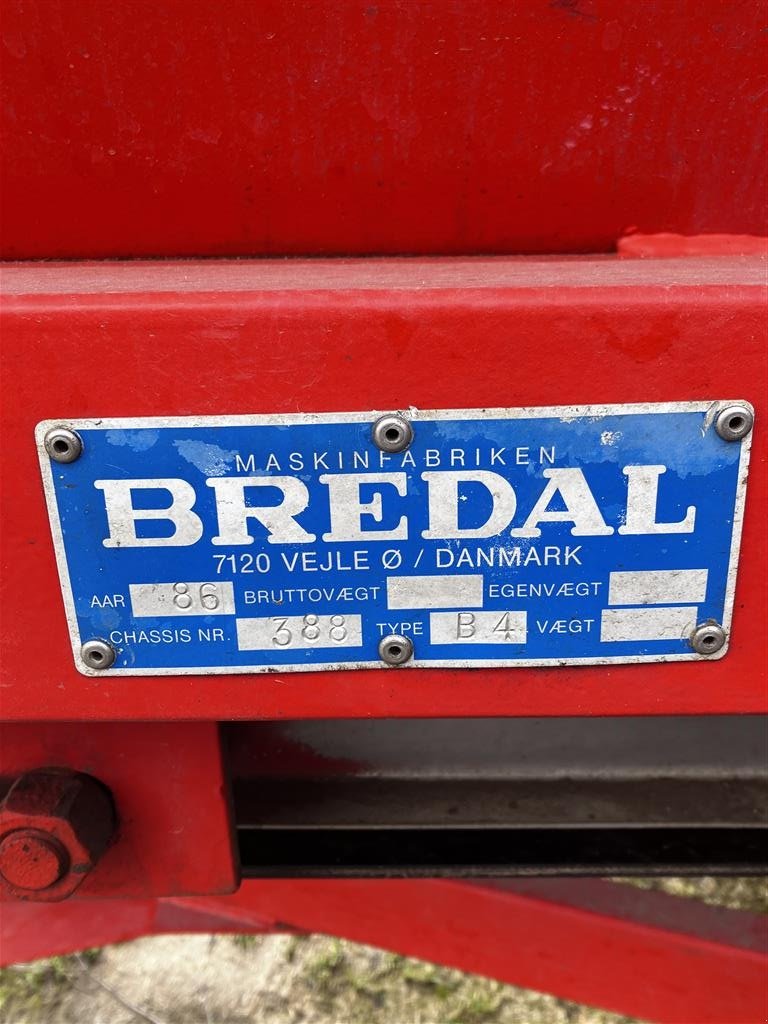 MASKINFABRIKEN
BREDAL
7120 VEJLE Ø / DANMARK
AAR 86 BRUTTOVÆGT EGENVÆGT
CHASSIS NR. 388 TYPE B 4 VÆGT